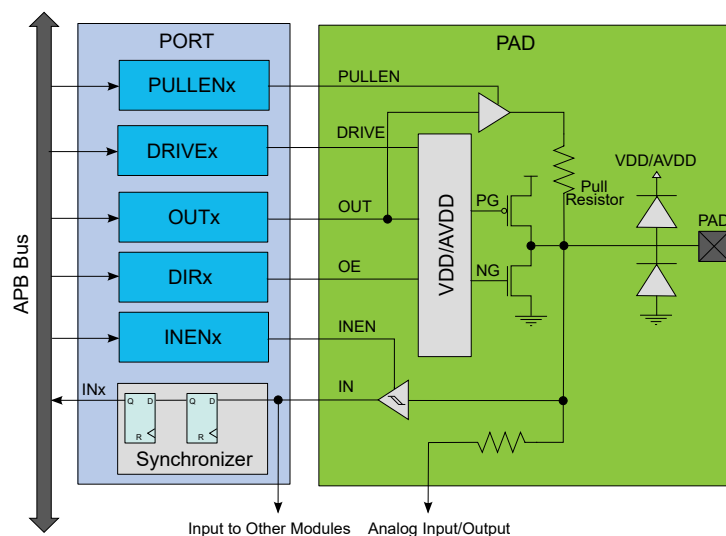 PORT
PAD
APB Bus
PULLENx
PULLEN
DRIVEx
DRIVE
OUTx
OUT
DIRx
OE
INENx
INEN
INx
IN
Q D
R
Q D
R
Synchronizer
VDD/AVDD
PG
NG
Pull
Resistor
VDD/AVDD
PAD
Input to Other Modules
Analog Input/Output